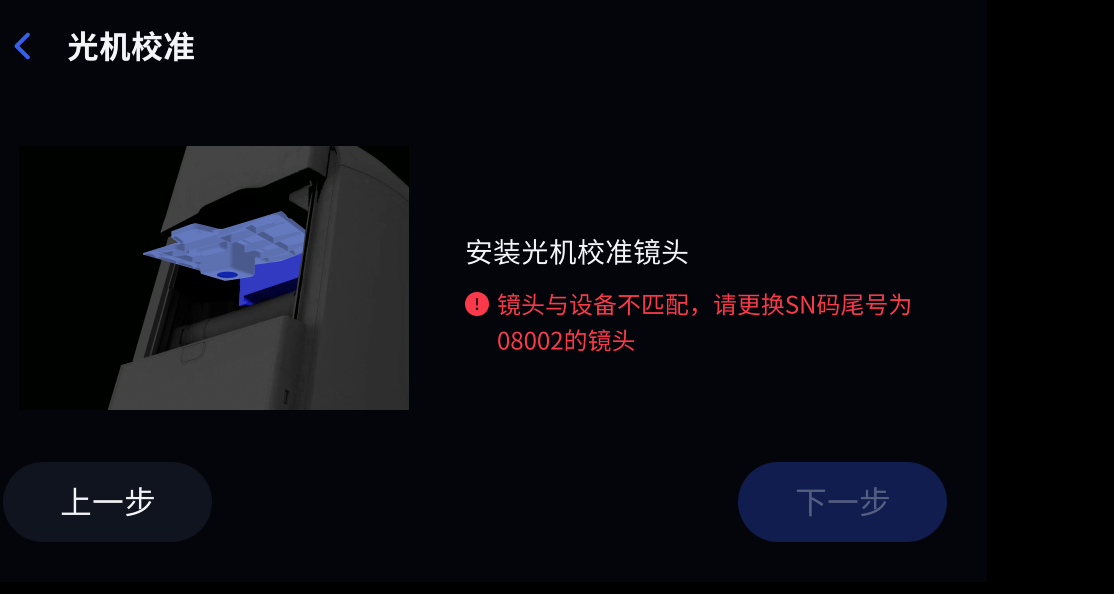 光机校准
安装光机校准镜头
镜头与设备不匹配，请更换SN码尾号为
08002的镜头
上一步
下一步